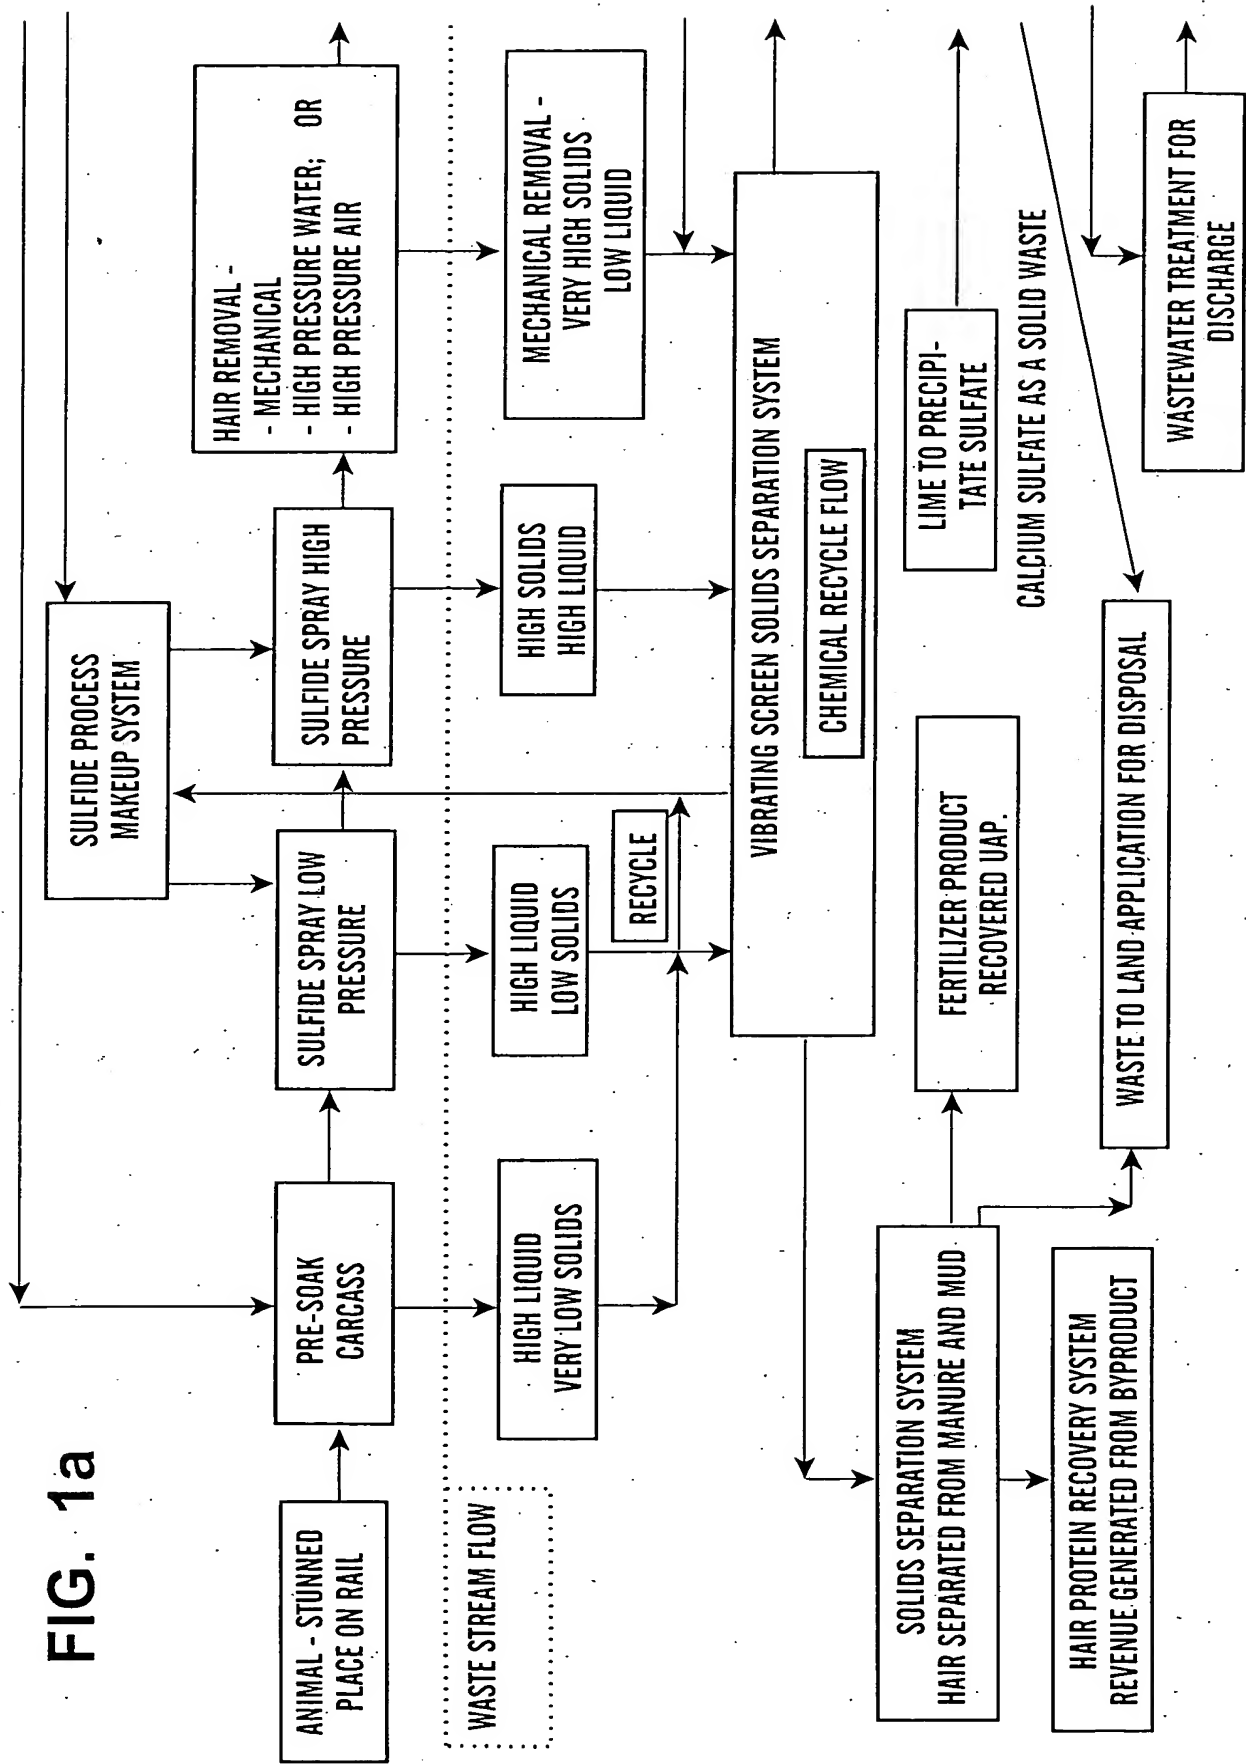 FIG. 1a
SULFIDE PROCESS
MAKEUP SYSTEM
ANIMAL - STUNNED
PLACE ON RAIL
PRE-SOAK
CARCASS
SULFIDE SPRAY LOW
PRESSURE
SULFIDE SPRAY HIGH
PRESSURE
HAIR REMOVAL -
- MECHANICAL
- HIGH PRESSURE WATER; OR
- HIGH PRESSURE AIR
WASTE STREAM FLOW
HIGH LIQUID
VERY LOW SOLIDS
HIGH LIQUID
LOW SOLIDS
HIGH SOLIDS
HIGH LIQUID
MECHANICAL REMOVAL -
VERY HIGH SOLIDS
LOW LIQUID
RECYCLE
VIBRATING SCREEN SOLIDS SEPARATION SYSTEM
CHEMICAL RECYCLE FLOW
SOLIDS SEPARATION SYSTEM
HAIR SEPARATED FROM MANURE AND MUD
FERTILIZER PRODUCT
RECOVERED UAP.
LIME TO PRECIPI-
TATE SULFATE
CALCIUM SULFATE AS A SOLID WASTE
HAIR PROTEIN RECOVERY SYSTEM
REVENUE GENERATED FROM BYPRODUCT
WASTE TO LAND APPLICATION FOR DISPOSAL
WASTEWATER TREATMENT FOR
DISCHARGE